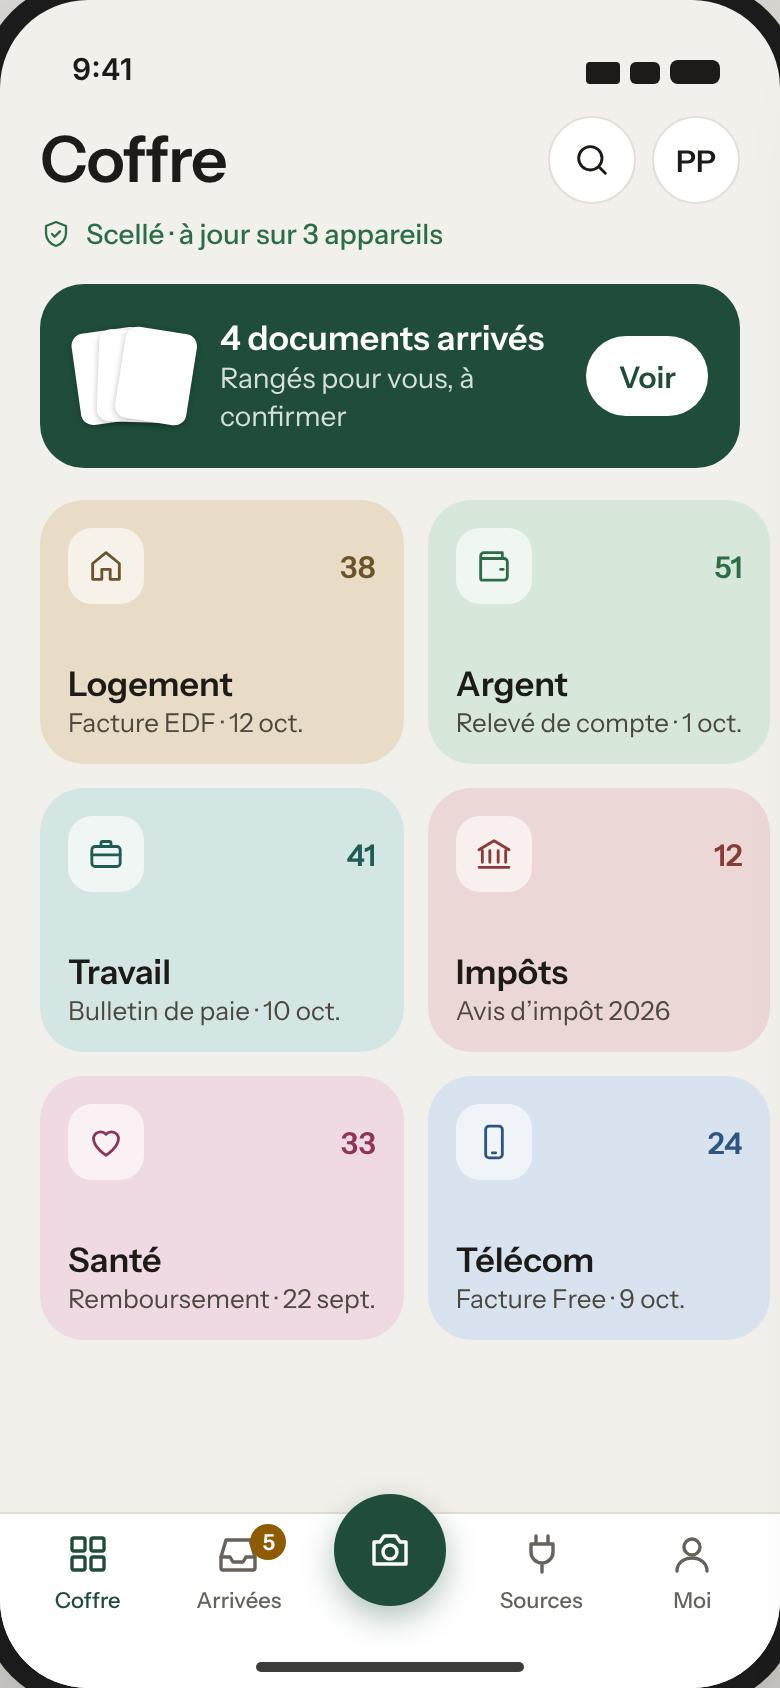 9:41
Coffre
PP
Scellé · à jour sur 3 appareils
4 documents arrivés
Rangés pour vous, à
confirmer
Voir
38
51
Logement
Facture EDF · 12 oct.
Argent
Relevé de compte · 1 oct.
41
12
Travail
Bulletin de paie · 10 oct.
Impôts
Avis d’impôt 2026
33
24
Santé
Remboursement · 22 sept.
Télécom
Facture Free · 9 oct.
5
Coffre
Arrivées
Sources
Moi